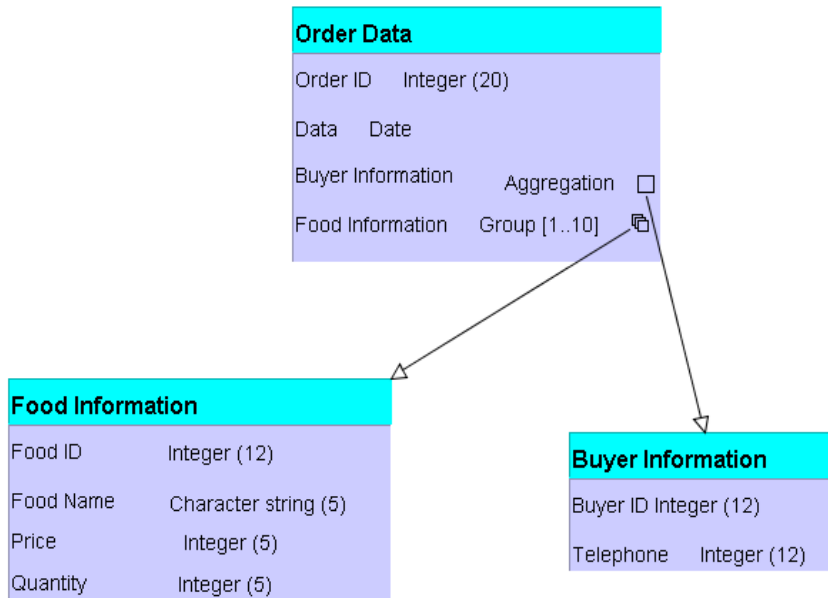 Order Data
Order ID Integer (20)
Data Date
Buyer Information Aggregation
Food Information Group [1..10]
Food Information
Food ID Integer (12)
Food Name Character string (5)
Price Integer (5)
Quantity Integer (5)
Buyer Information
Buyer ID Integer (12)
Telephone Integer (12)